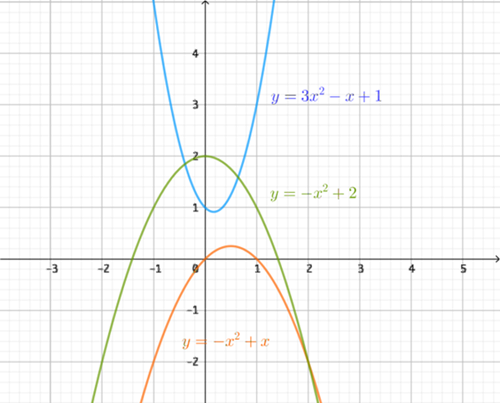 4
3
y = 3x² − x + 1
2
y = −x² + 2
1
−3 −2 −1 0 1 2 3 4 5
−1
y = −x² + x
−2